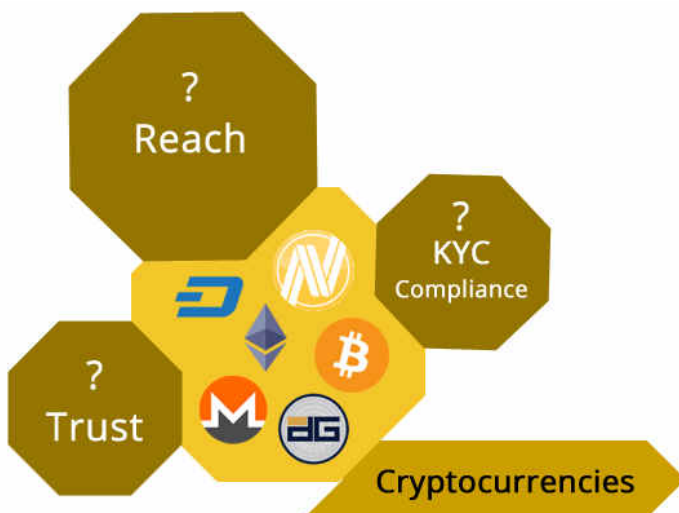 ?
Reach
?
KYC
Compliance
?
Trust
Cryptocurrencies